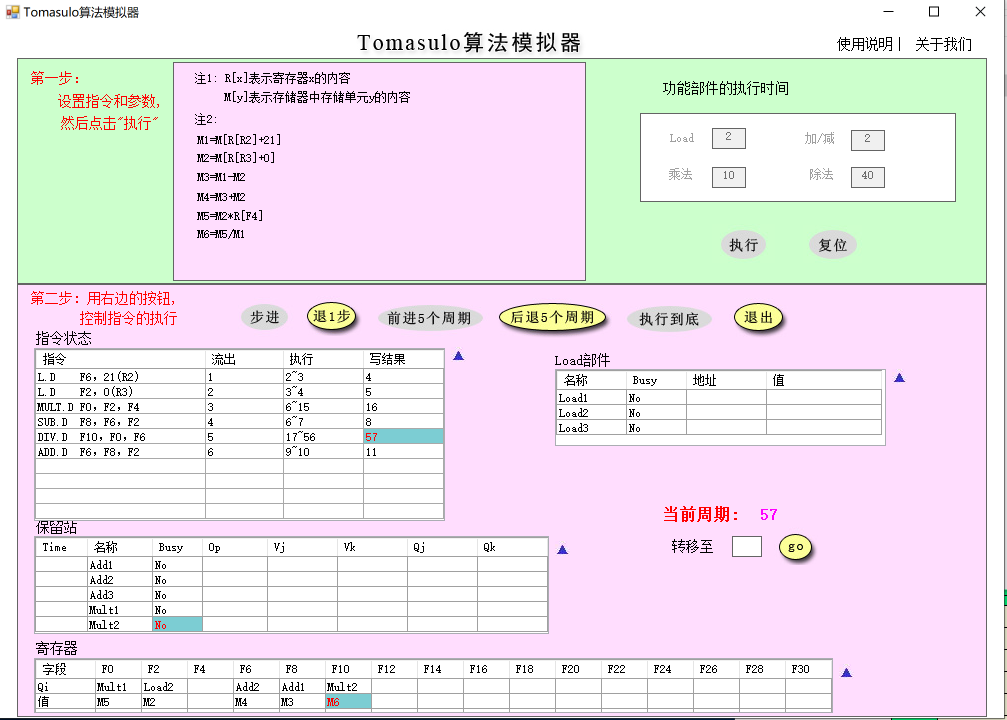 Tomasulo算法模拟器
Tomasulo算法模拟器
使用说明| 关于我们
第一步:
设置指令和参数,
然后点击"执行"
注1: R[x]表示寄存器x的内容
M[y]表示存储器中存储单元y的内容
注2:
M1=M[R[R2]+21]
M2=M[R[R3]+0]
M3=M1-M2
M4=M3+M2
M5=M2*R[F4]
M6=M5/M1
功能部件的执行时间
Load 2 加/减 2
乘法 10 除法 40
执行 复位
第二步: 用右边的按钮,
控制指令的执行
步进 退1步 前进5个周期 后退5个周期 执行到底 退出
指令状态
指令 流出 执行 写结果
L.D F6, 21(R2) 1 2~3 4
L.D F2, 0(R3) 2 3~4 5
MULT.D F0, F2, F4 3 6~15 16
SUB.D F8, F6, F2 4 6~7 8
DIV.D F10, F0, F6 5 17~56 57
ADD.D F6, F8, F2 6 9~10 11
Load部件
名称 Busy 地址 值
Load1 No
Load2 No
Load3 No
当前周期: 57
转移至 go
保留站
Time 名称 Busy Op Vj Vk Qj Qk
Add1 No
Add2 No
Add3 No
Mult1 No
Mult2 No
寄存器
字段 F0 F2 F4 F6 F8 F10 F12 F14 F16 F18 F20 F22 F24 F26 F28 F30
Qi Mult1 Load2 Add2 Add1 Mult2
值 M5 M2 M4 M3 M6